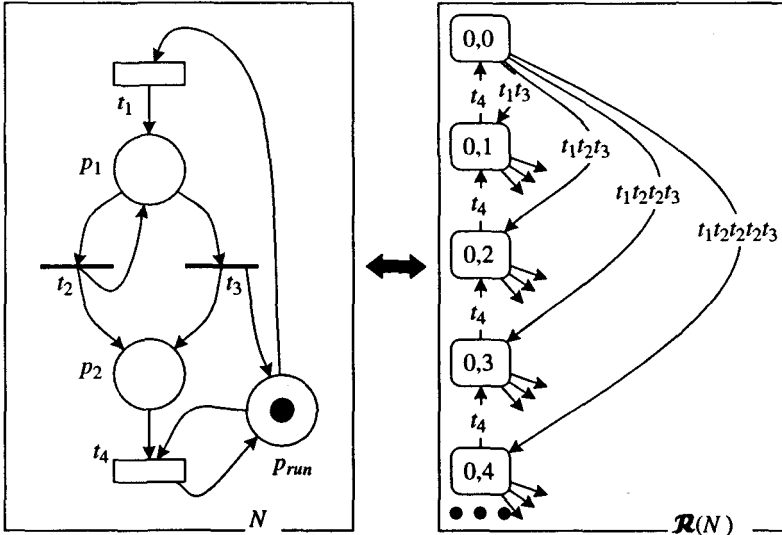 t1
p1
t2
t3
p2
t4
prun
N
0,0
t4
t1t3
0,1
t1t2t3
t4
t1t2t2t3
t1t2t2t2t3
0,2
t4
0,3
t4
0,4
R(N)